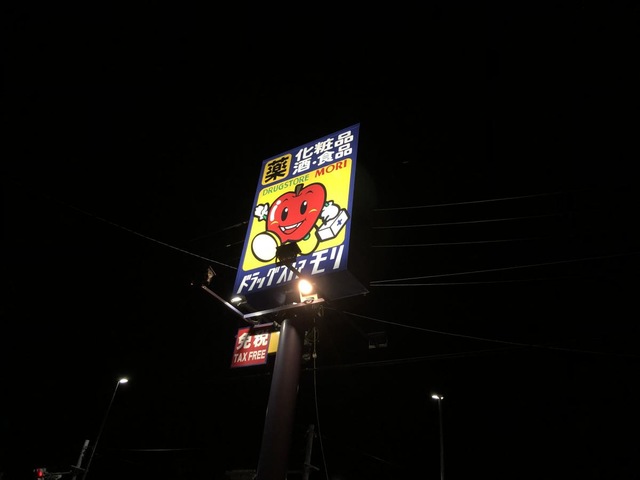 薬
化粧品
酒・食品
DRUGSTORE MORI
ドラッグストア モリ
免税
TAX FREE